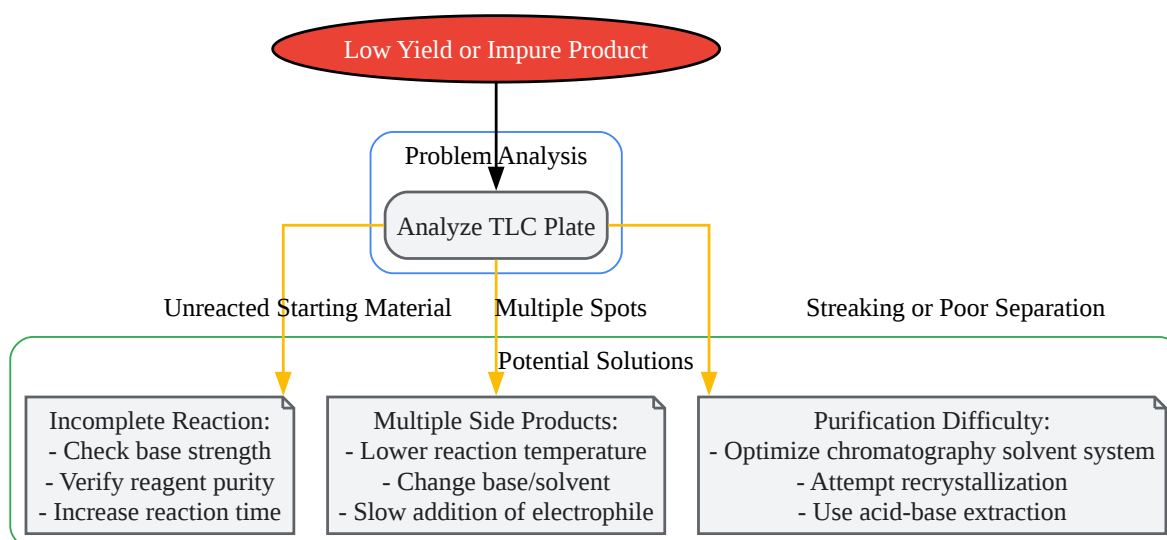 Low Yield or Impure Product
Problem Analysis
Analyze TLC Plate
Unreacted Starting Material
Multiple Spots
Streaking or Poor Separation
Potential Solutions
Incomplete Reaction:
- Check base strength
- Verify reagent purity
- Increase reaction time
Multiple Side Products:
- Lower reaction temperature
- Change base/solvent
- Slow addition of electrophile
Purification Difficulty:
- Optimize chromatography solvent system
- Attempt recrystallization
- Use acid-base extraction